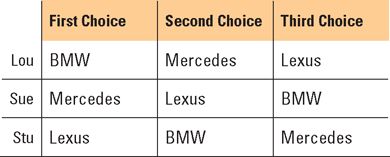 First Choice Second Choice Third Choice
Lou BMW Mercedes Lexus
Sue Mercedes Lexus BMW
Stu Lexus BMW Mercedes